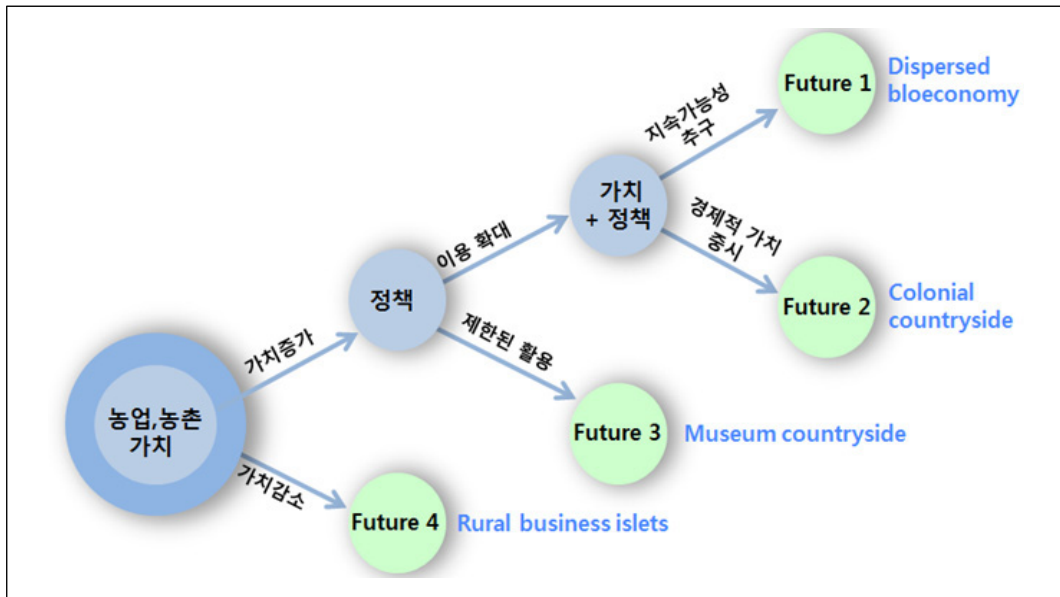 Future 1
Dispersed
bloeconomy
지속가능성
추구
가치
+ 정책
경제적 가치
중시
이용 확대
Future 2
Colonial
countryside
정책
제한된 활용
가치증가
농업,농촌
가치
Future 3
Museum countryside
가치감소
Future 4
Rural business islets